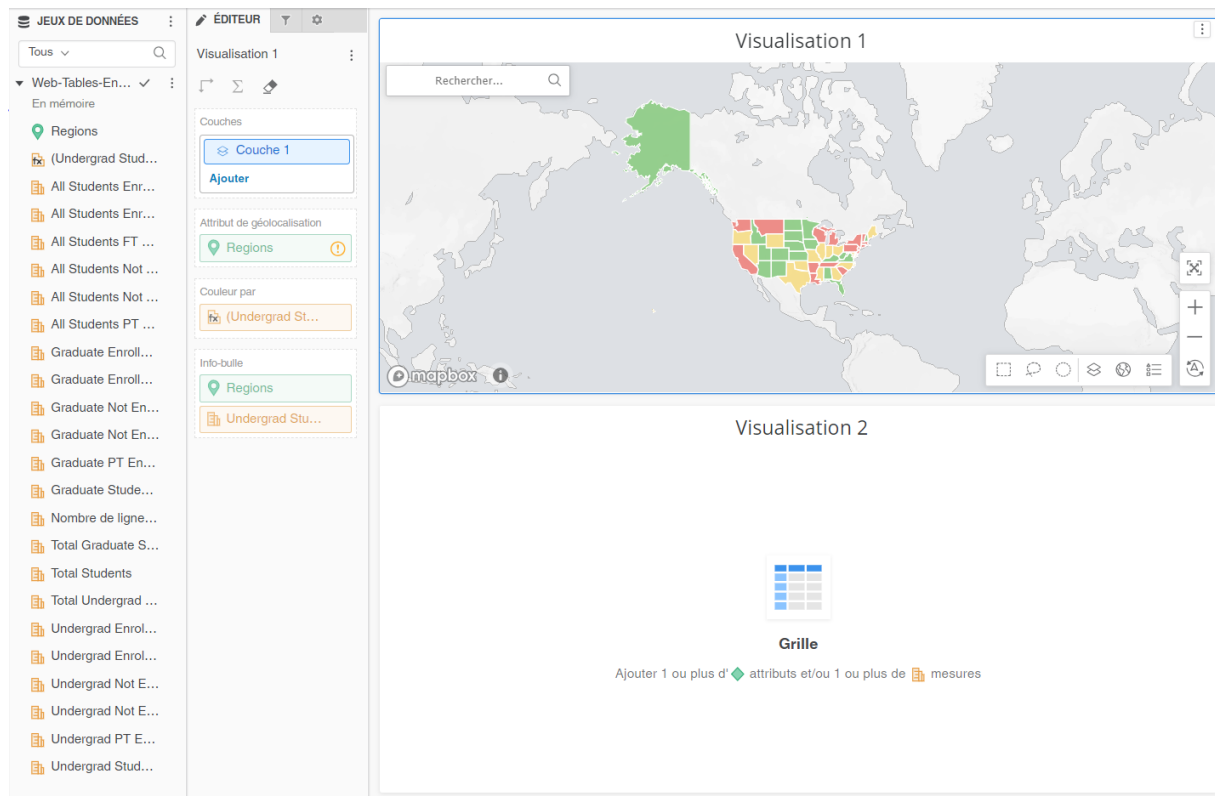 JEUX DE DONNÉES
Tous
Web-Tables-En...
En mémoire
Regions
(Undergrad Stud...
All Students Enr...
All Students Enr...
All Students FT ...
All Students Not ...
All Students Not ...
All Students PT ...
Graduate Enroll...
Graduate Enroll...
Graduate Not En...
Graduate Not En...
Graduate PT En...
Graduate Stude...
Nombre de ligne...
Total Graduate S...
Total Students
Total Undergrad ...
Undergrad Enrol...
Undergrad Enrol...
Undergrad Not E...
Undergrad Not E...
Undergrad PT E...
Undergrad Stud...
ÉDITEUR
Visualisation 1
Couches
Couche 1
Ajouter
Attribut de géolocalisation
Regions
Couleur par
fx (Undergrad St...
Info-bulle
Regions
Undergrad Stu...
Visualisation 1
Rechercher...
mapbox
Visualisation 2
Grille
Ajouter 1 ou plus d' attributs et/ou 1 ou plus de mesures